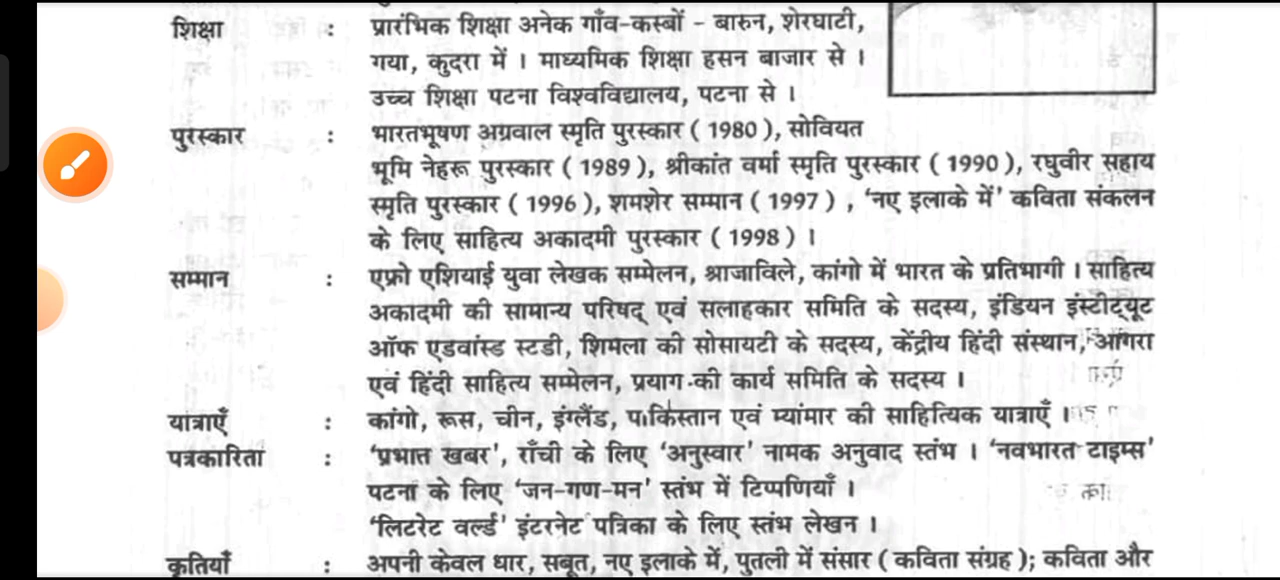 शिक्षा : प्रारंभिक शिक्षा अनेक गाँव-कस्बों - बारुन, शेरघाटी,
गया, कुदरा में । माध्यमिक शिक्षा हसन बाजार से ।
उच्च शिक्षा पटना विश्वविद्यालय, पटना से ।
पुरस्कार : भारतभूषण अग्रवाल स्मृति पुरस्कार ( 1980 ), सोवियत
भूमि नेहरू पुरस्कार ( 1989 ), श्रीकांत वर्मा स्मृति पुरस्कार ( 1990 ), रघुवीर सहाय
स्मृति पुरस्कार ( 1996 ), शमशेर सम्मान ( 1997 ) , 'नए इलाके में' कविता संकलन
के लिए साहित्य अकादमी पुरस्कार ( 1998 ) ।
सम्मान : एफ्रो एशियाई युवा लेखक सम्मेलन, श्राजाविले, कांगो में भारत के प्रतिभागी । साहित्य
अकादमी की सामान्य परिषद् एवं सलाहकार समिति के सदस्य, इंडियन इंस्टीट्यूट
ऑफ एडवांस्ड स्टडी, शिमला की सोसायटी के सदस्य, केंद्रीय हिंदी संस्थान, आगरा
एवं हिंदी साहित्य सम्मेलन, प्रयाग की कार्य समिति के सदस्य ।
यात्राएँ : कांगो, रूस, चीन, इंग्लैंड, पाकिस्तान एवं म्यांमार की साहित्यिक यात्राएँ ।
पत्रकारिता : 'प्रभात खबर', राँची के लिए 'अनुस्वार' नामक अनुवाद स्तंभ । 'नवभारत टाइम्स'
पटना के लिए 'जन-गण-मन' स्तंभ में टिप्पणियाँ ।
'लिटरेट वर्ल्ड' इंटरनेट पत्रिका के लिए स्तंभ लेखन ।
कृतियाँ : अपनी केवल धार, सबूत, नए इलाके में, पुतली में संसार ( कविता संग्रह ); कविता और